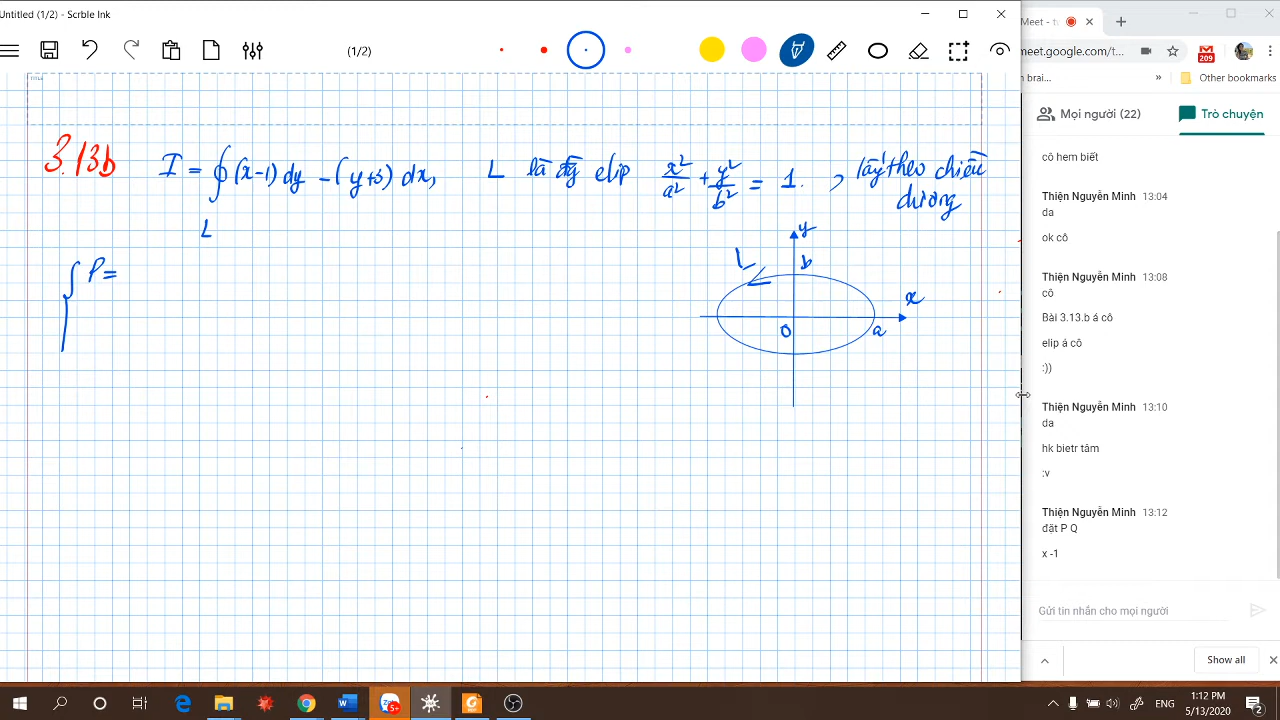 Untitled (1/2) - Scrble Ink
(1/2)
3.13b I = ∮ (x-1) dy - (y+3) dx, L là elip x²/a² + y²/b² = 1. , lấy theo chiều
L
dương
{ P =
y
L
b
x
O
a
Meet - t
meet.google.com/t...
209
n brai...
»
Other bookmarks
Mọi người (22)
Trò chuyện
cô hem biết
Thiện Nguyễn Minh 13:04
da
ok cô
Thiện Nguyễn Minh 13:08
cô
Bài 3.13.b á cô
elip á cô
:))
Thiện Nguyễn Minh 13:10
da
hk bietr tâm
:v
Thiện Nguyễn Minh 13:12
đặt P Q
x -1
Gửi tin nhắn cho mọi người
Show all
5+
ENG
1:12 PM
5/13/2020